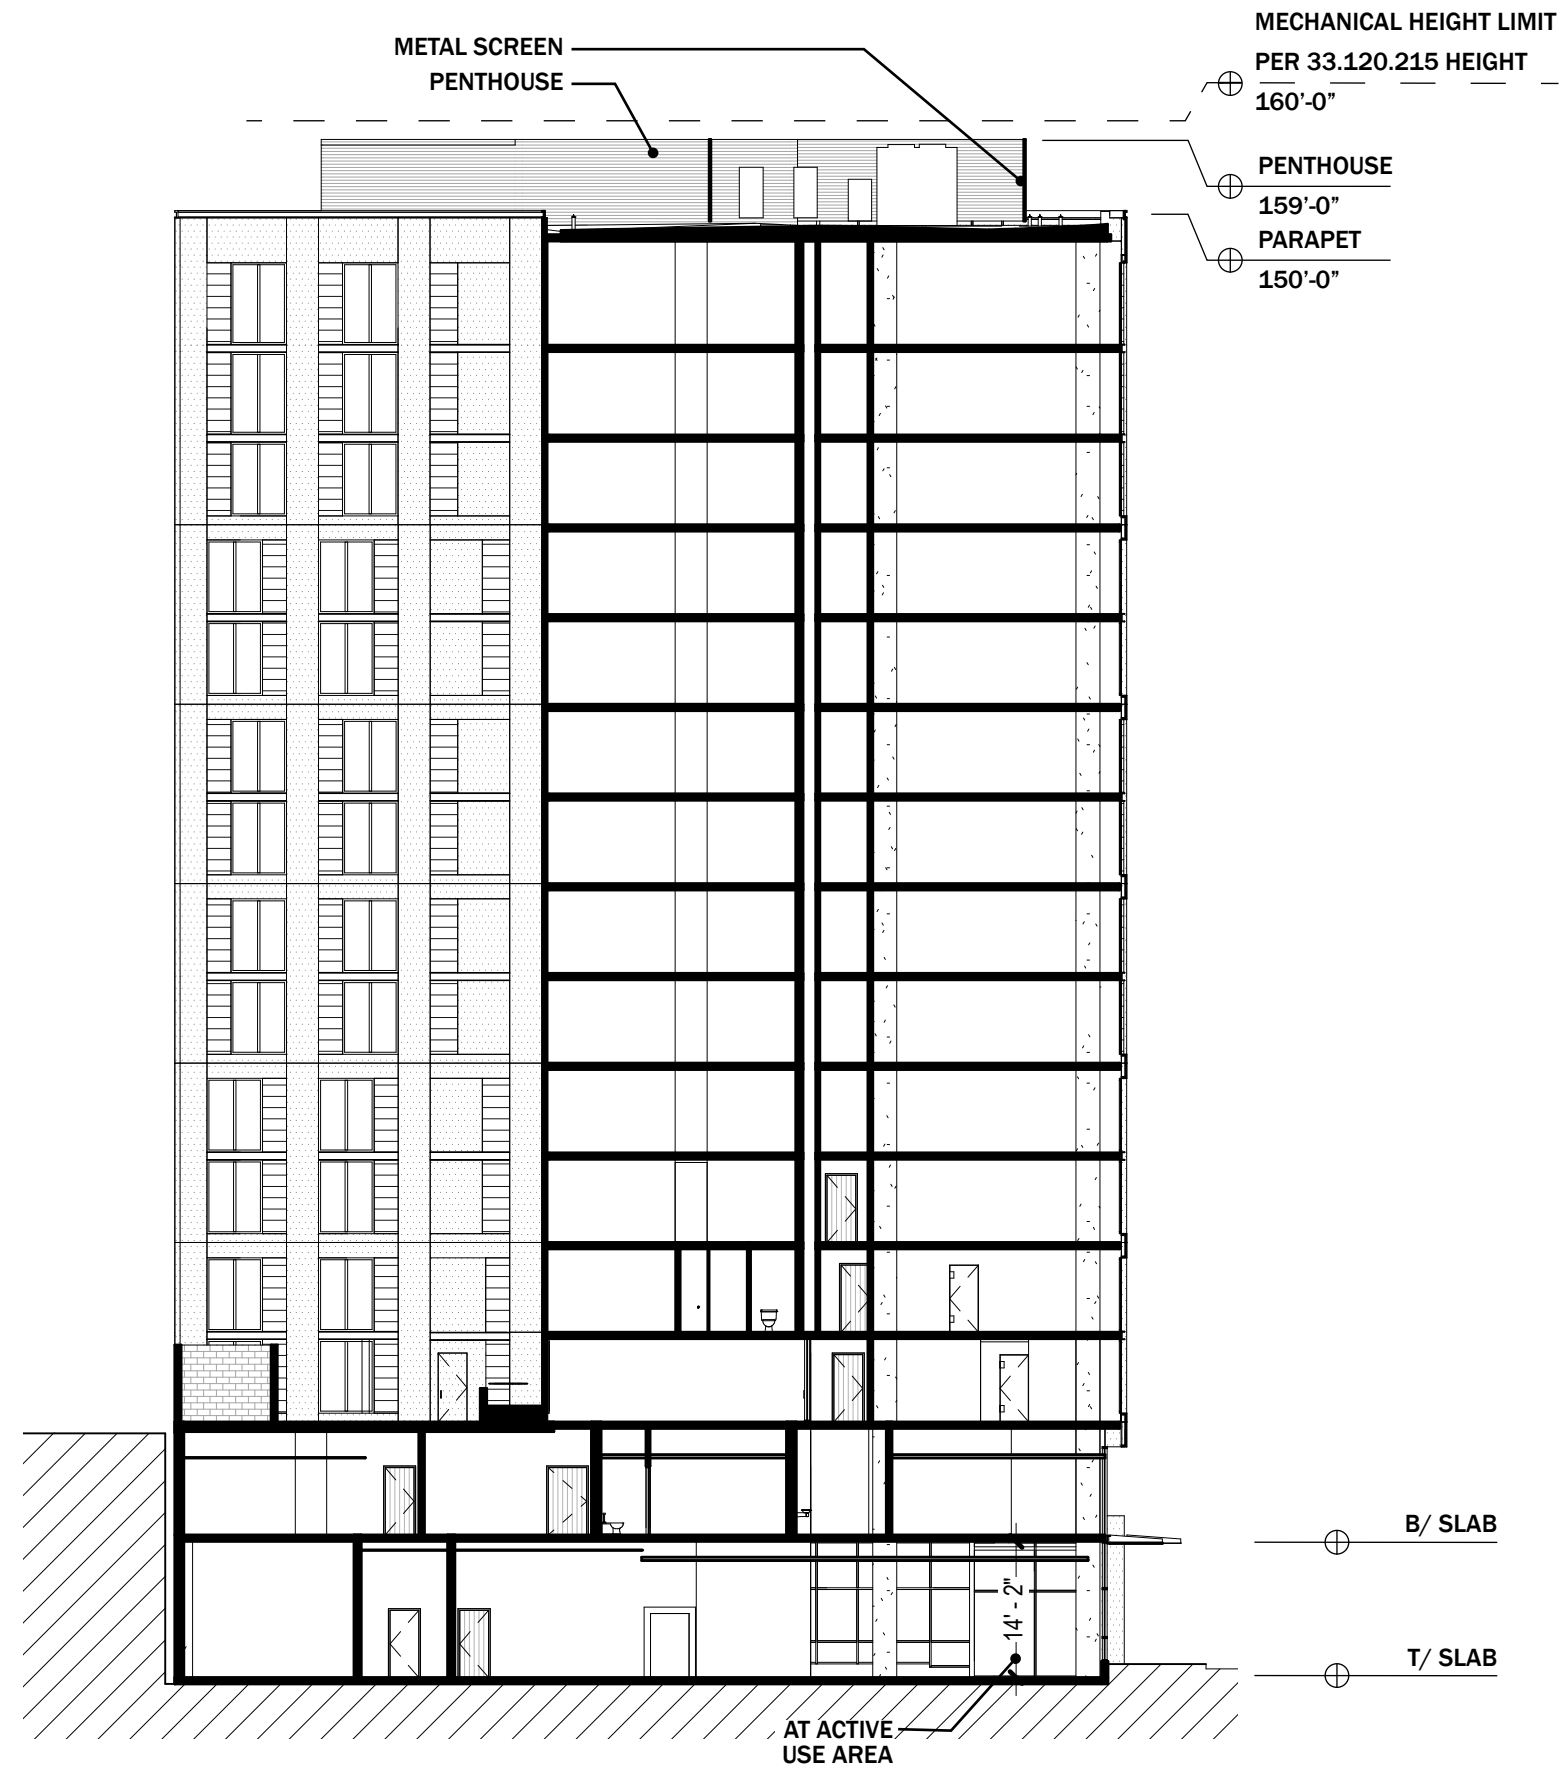 MECHANICAL HEIGHT LIMIT
PER 33.120.215 HEIGHT
160’-0”
METAL SCREEN
PENTHOUSE
PENTHOUSE
159’-0”
PARAPET
150’-0”
B/ SLAB
14' - 2"
T/ SLAB
AT ACTIVE
USE AREA